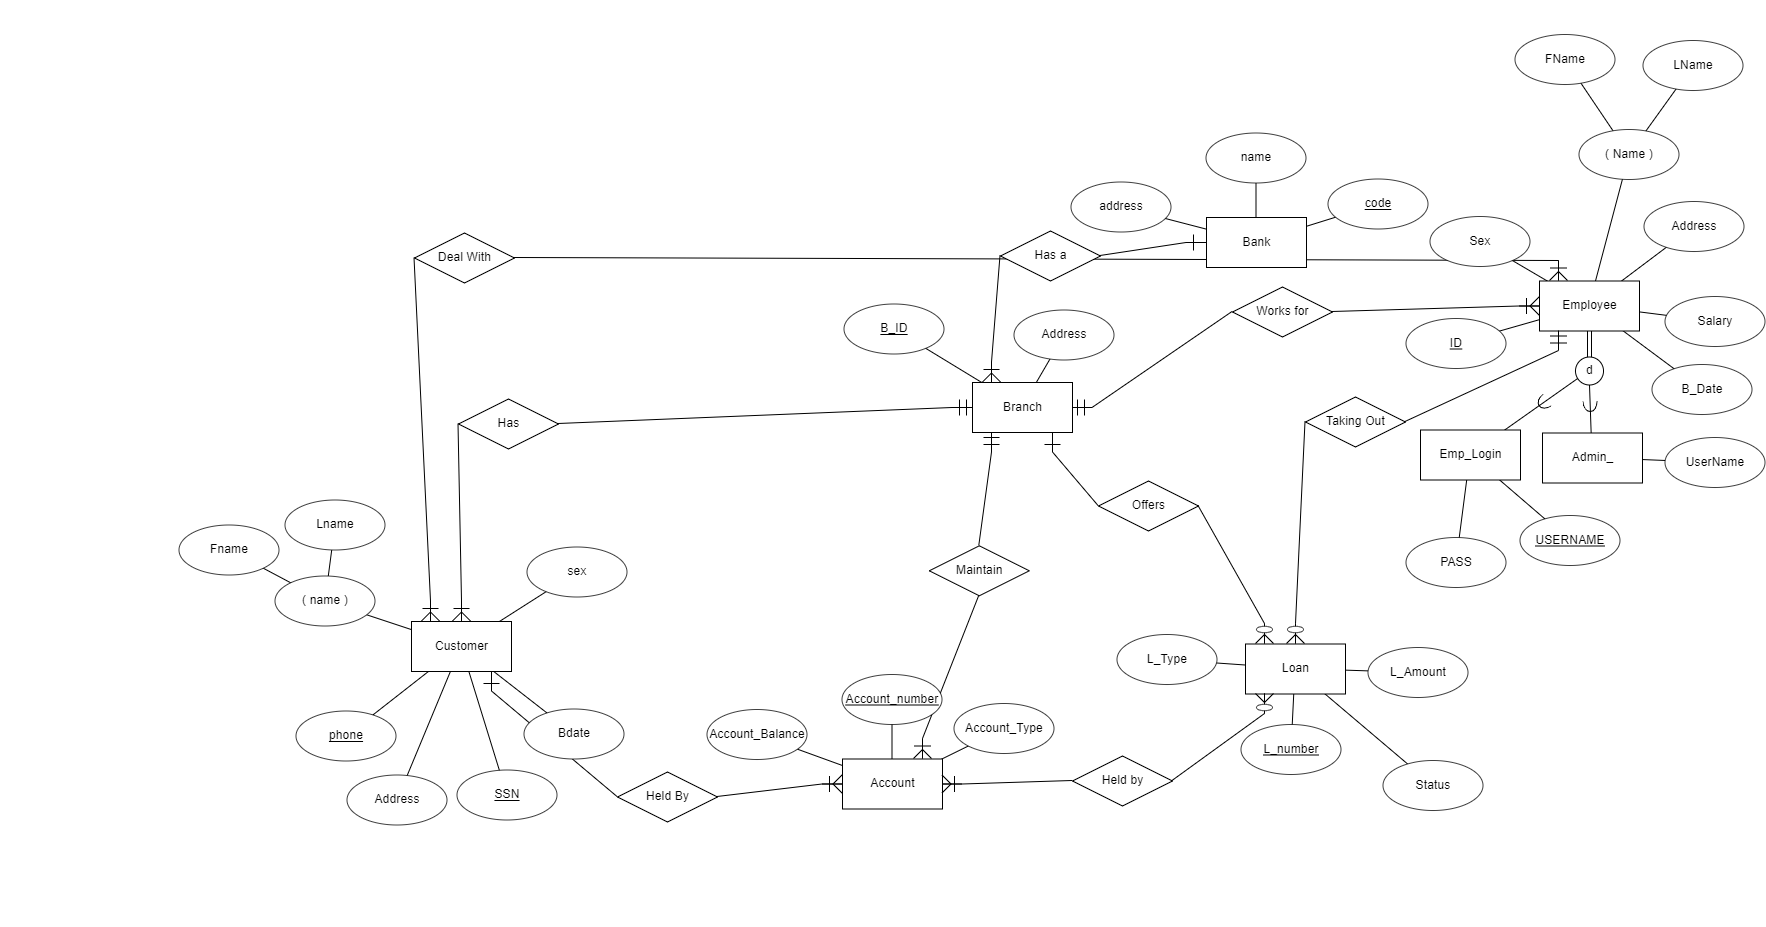 FName
LName
( Name )
name
address
code
Address
Sex
Bank
Deal With
Has a
Employee
Works for
Salary
B_ID
Address
ID
d
B_Date
Branch
Has
Taking Out
Emp_Login
Admin_
UserName
Offers
Lname
Fname
USERNAME
PASS
Maintain
sex
( name )
Customer
L_Type
Loan
L_Amount
Account_number
phone
Bdate
Account_Balance
Account_Type
L_number
Account
Held by
Status
Address
SSN
Held By